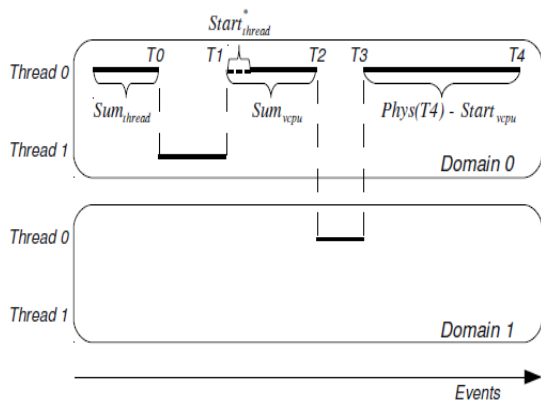 Start*thread
T0 T1 T2 T3 T4
Thread 0
Sumthread Sumvcpu Phys(T4) - Startvcpu
Thread 1
Domain 0
Thread 0
Thread 1
Domain 1
Events